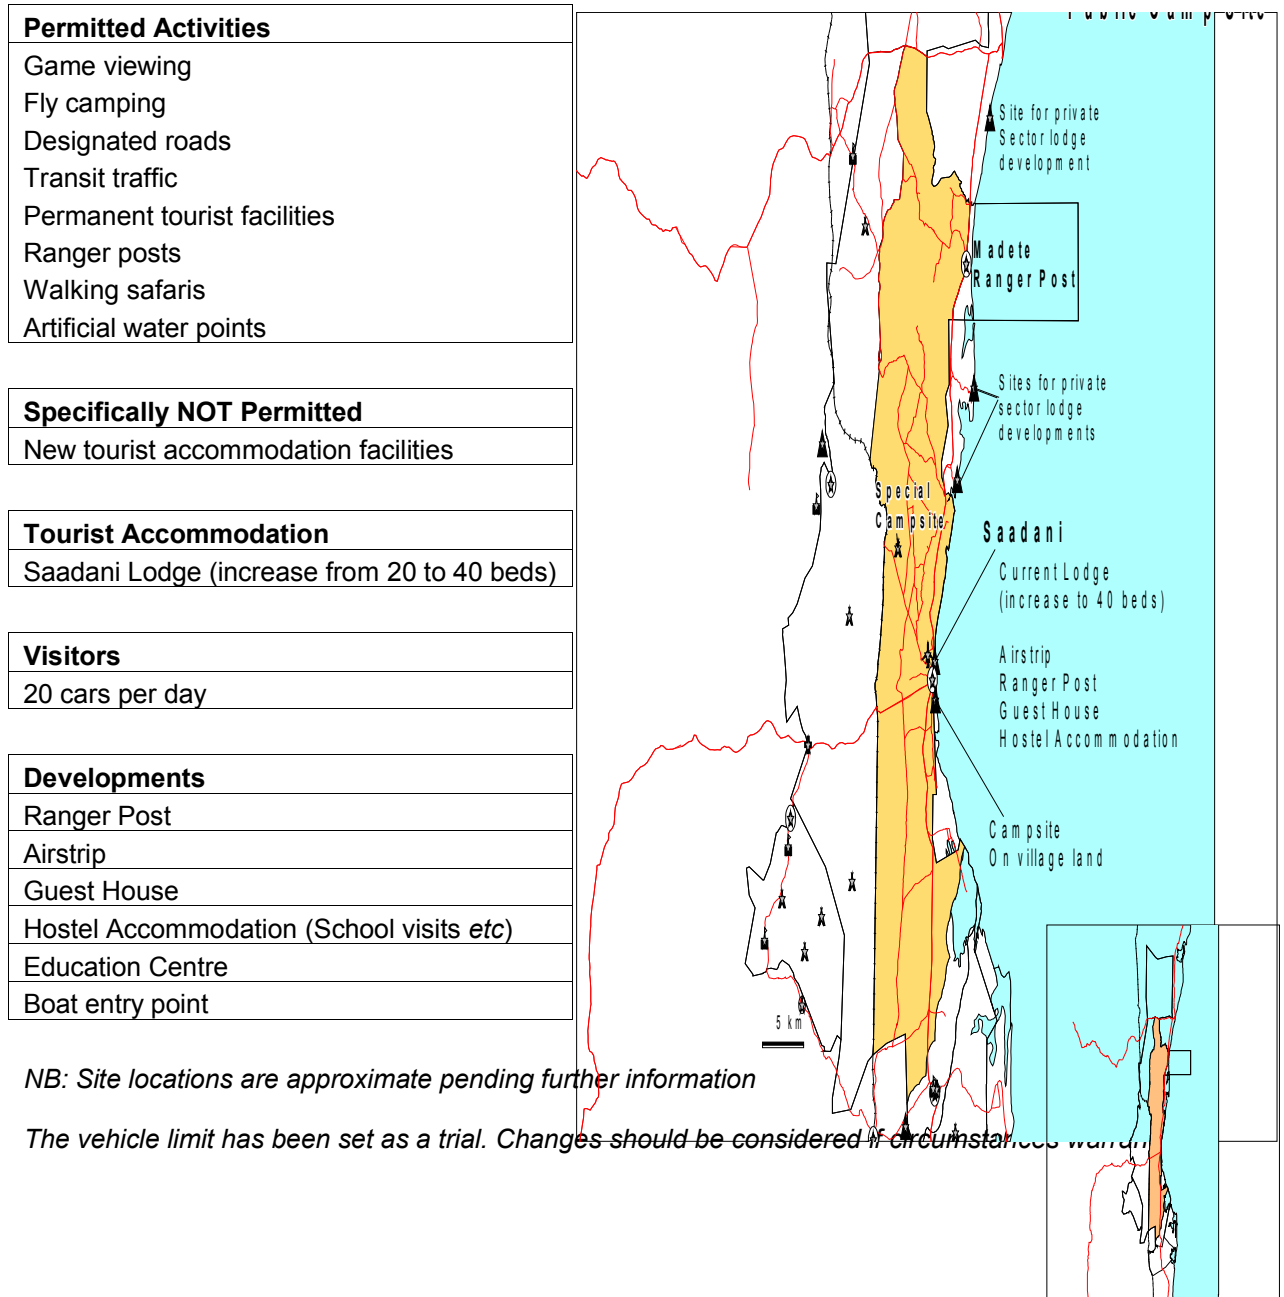 Permitted Activities
Game viewing
Fly camping
Designated roads
Transit traffic
Permanent tourist facilities
Ranger posts
Walking safaris
Artificial water points
Specifically NOT Permitted
New tourist accommodation facilities
Tourist Accommodation
Saadani Lodge (increase from 20 to 40 beds)
Visitors
20 cars per day
Developments
Ranger Post
Airstrip
Guest House
Hostel Accommodation (School visits etc)
Education Centre
Boat entry point
NB: Site locations are approximate pending further information
The vehicle limit has been set as a trial. Changes should be considered if circumstances warran
Public Camp Site
Site for private
Sector lodge
development
Madete
Ranger Post
Sites for private
sector lodge
developments
Special
Campsite
Saadani
Current Lodge
(increase to 40 beds)
Airstrip
Ranger Post
Guest House
Hostel Accommodation
Campsite
On village land
5 km